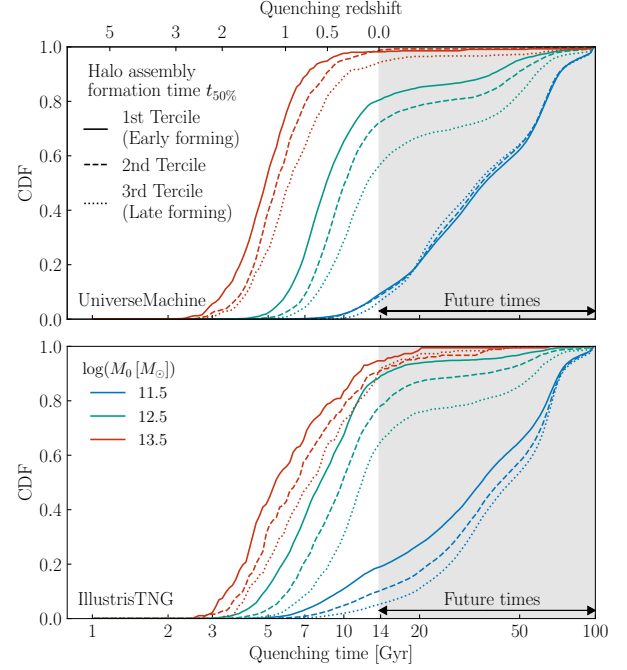 Quenching redshift
5 3 2 1 0.5 0.0
1.0
0.8
0.6
0.4
0.2
0.0
CDF
Halo assembly
formation time t50%
1st Tercile
(Early forming)
2nd Tercile
3rd Tercile
(Late forming)
UniverseMachine
Future times
1.0
0.8
0.6
0.4
0.2
0.0
CDF
log(M0 [M⊙])
11.5
12.5
13.5
IllustrisTNG
Future times
1 2 3 5 7 10 14 20 50 100
Quenching time [Gyr]